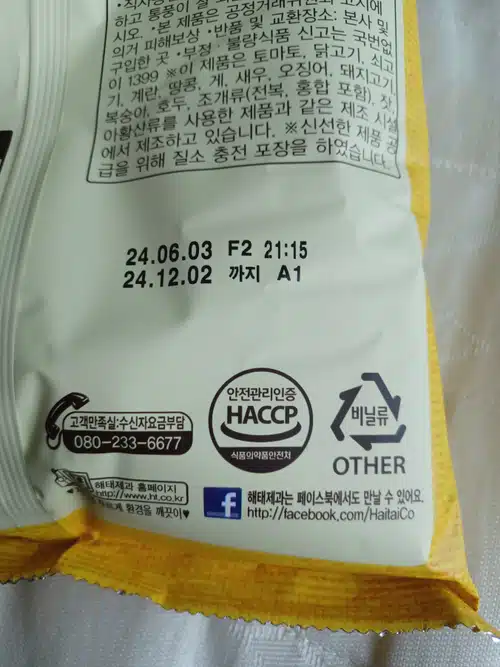 하고 통풍이 잘
시오. ·본 제품은 공정거래위원회 고시에
의거 피해보상 ·반품 및 교환장소: 본사 및
구입한 곳 ·부정·불량식품 신고는 국번없
이 1399 ※이 제품은 토마토, 닭고기, 쇠고
기, 계란, 땅콩, 게, 새우, 오징어, 돼지고기,
복숭아, 호두, 조개류(전복, 홍합 포함), 잣,
아황산류를 사용한 제품과 같은 제조 시설
에서 제조하고 있습니다. ※신선한 제품 공
급을 위해 질소 충전 포장을 하였습니다.
24.06.03 F2 21:15
24.12.02 까지 A1
고객만족실:수신자요금부담
080-233-6677
안전관리인증
HACCP
식품의약품안전처
비닐류
OTHER
해태제과 홈페이지
http://www.ht.co.kr
환경을 깨끗이♥
f 해태제과는 페이스북에서도 만날 수 있어요.
http://facebook.com/HaitaiCo